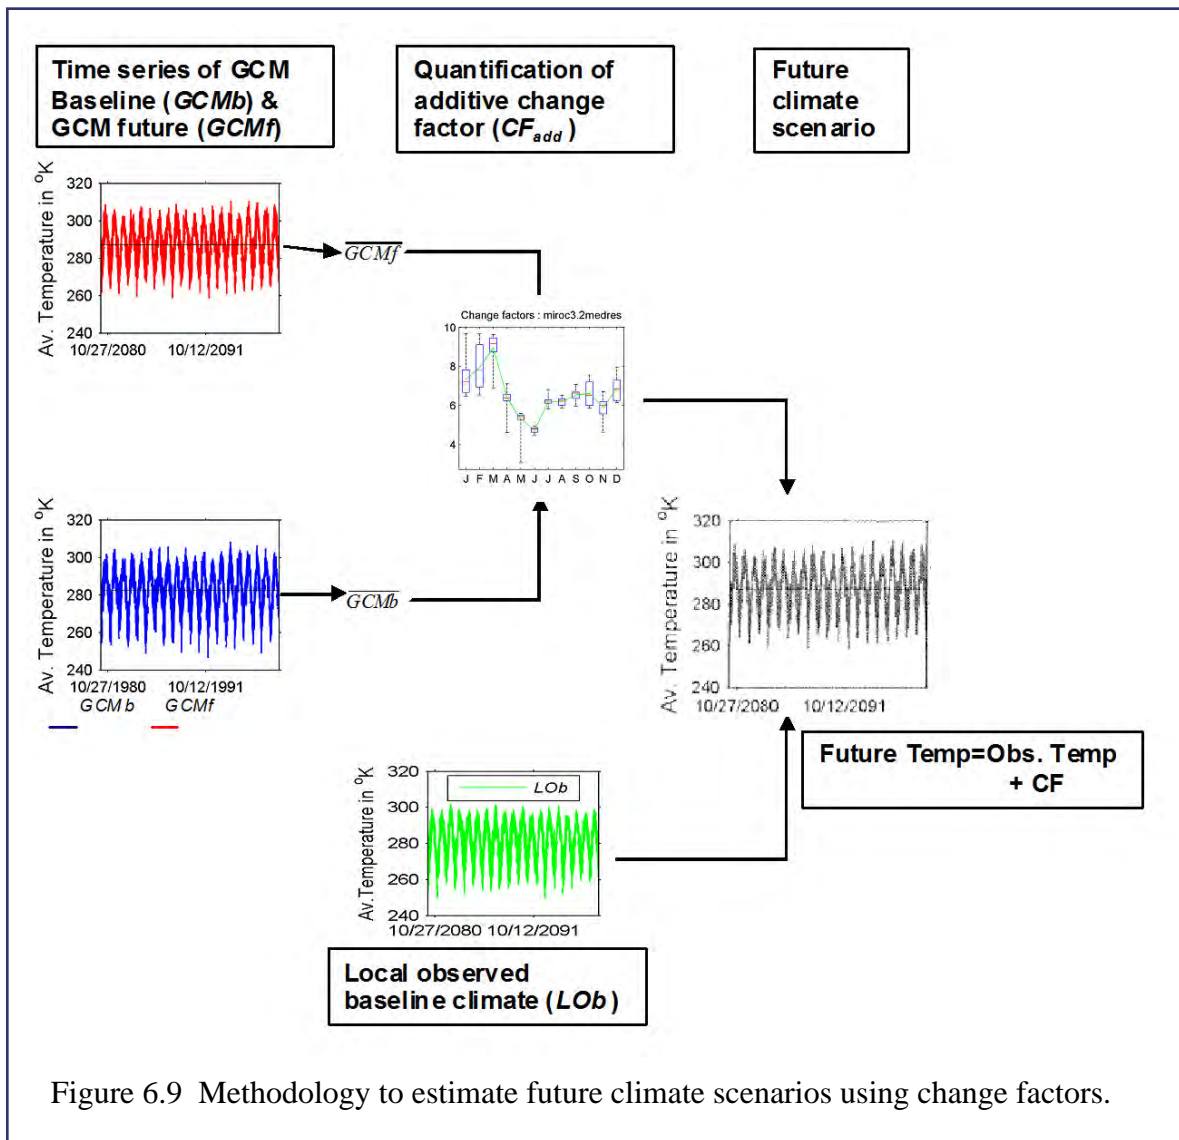 Time series of GCM
Baseline (GCMb) &
GCM future (GCMf)
Quantification of
additive change
factor (CFadd)
Future
climate
scenario
Av. Temperature in °K
320
300
280
260
240
10/27/2080 10/12/2091
GCMf
Change factors : miroc3.2medres
10
8
6
4
J F M A M J J A S O N D
Av. Temperature in °K
320
300
280
260
240
10/27/1980 10/12/1991
GCMb GCMf
GCMb
Av. Temperature in °K
320
300
280
260
240
10/27/2080 10/12/2091
Future Temp=Obs. Temp
+ CF
Av.Temperature in °K
320
300
280
260
240
LOb
10/27/2080 10/12/2091
Local observed
baseline climate (LOb)
Figure 6.9 Methodology to estimate future climate scenarios using change factors.